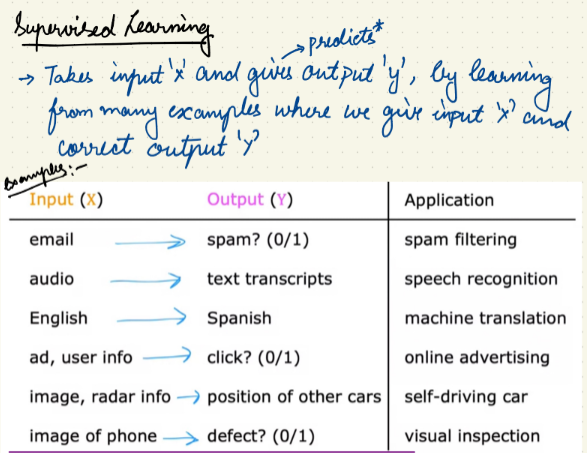 Supervised Learning
→ predicts*
→ Takes input 'x' and gives output 'y', by learning
from many examples where we give input 'x' and
correct output 'y'
Examples:-
Input (X) Output (Y) Application
email → spam? (0/1) spam filtering
audio → text transcripts speech recognition
English → Spanish machine translation
ad, user info → click? (0/1) online advertising
image, radar info → position of other cars self-driving car
image of phone → defect? (0/1) visual inspection